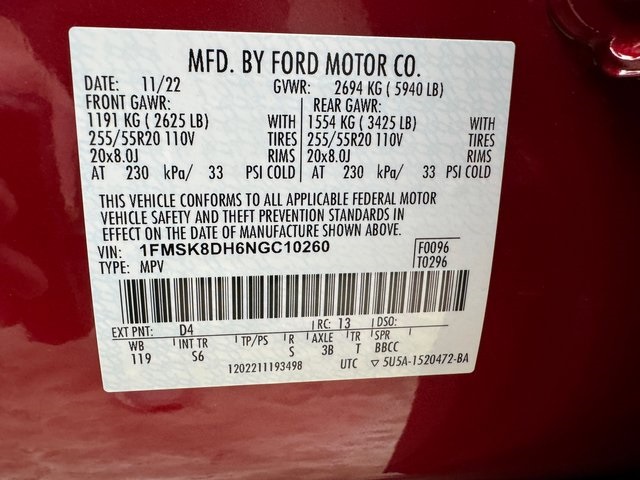 MFD. BY FORD MOTOR CO.
DATE: 11/22 GVWR: 2694 KG ( 5940 LB)
FRONT GAWR: REAR GAWR:
1191 KG ( 2625 LB) WITH 1554 KG ( 3425 LB) WITH
255/55R20 110V TIRES 255/55R20 110V TIRES
20x8.0J RIMS 20x8.0J RIMS
AT 230 kPa/ 33 PSI COLD AT 230 kPa/ 33 PSI COLD
THIS VEHICLE CONFORMS TO ALL APPLICABLE FEDERAL MOTOR
VEHICLE SAFETY AND THEFT PREVENTION STANDARDS IN
EFFECT ON THE DATE OF MANUFACTURE SHOWN ABOVE.
VIN: 1FMSK8DH6NGC10260 F0096
TYPE: MPV T0296
EXT PNT: D4 RC: 13 DSO:
WB INT TR TP/PS R AXLE TR SPR
119 S6 S 3B T BBCC
1202211193498 UTC ▽ 5U5A-1520472-BA